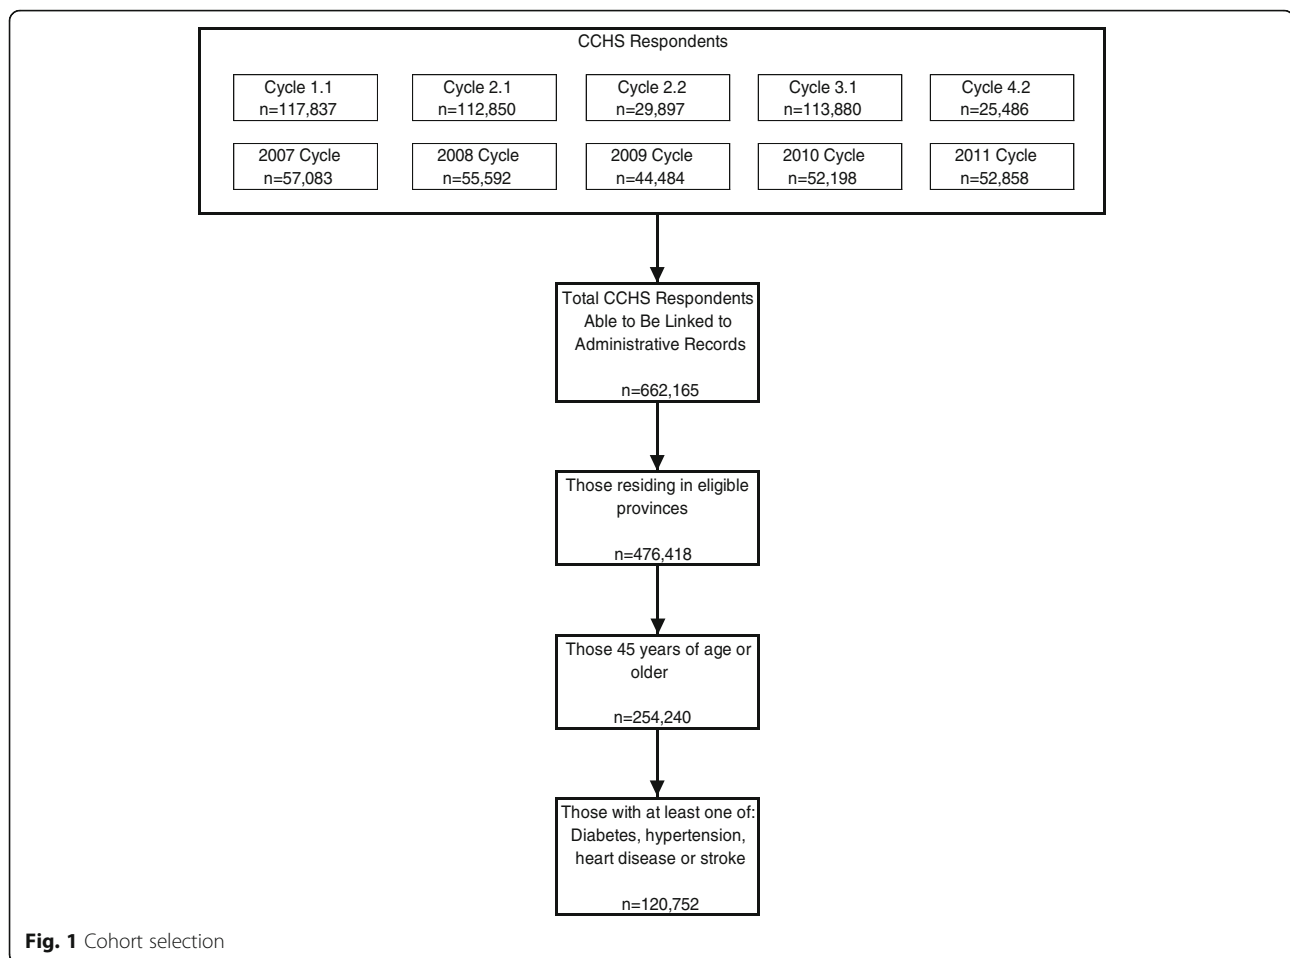 CCHS Respondents
Cycle 1.1
n=117,837
Cycle 2.1
n=112,850
Cycle 2.2
n=29,897
Cycle 3.1
n=113,880
Cycle 4.2
n=25,486
2007 Cycle
n=57,083
2008 Cycle
n=55,592
2009 Cycle
n=44,484
2010 Cycle
n=52,198
2011 Cycle
n=52,858
Total CCHS Respondents
Able to Be Linked to
Administrative Records
n=662,165
Those residing in eligible
provinces
n=476,418
Those 45 years of age or
older
n=254,240
Those with at least one of:
Diabetes, hypertension,
heart disease or stroke
n=120,752
Fig. 1 Cohort selection